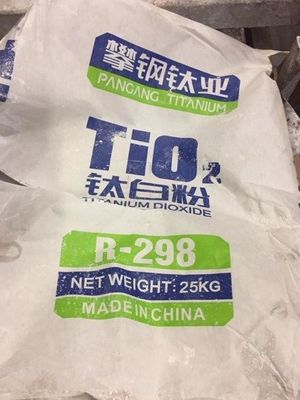 攀钢钛业
PANGANG TITANIUM
TiO2
钛白粉
TITANIUM DIOXIDE
R-298
NET WEIGHT: 25KG
MADE IN CHINA